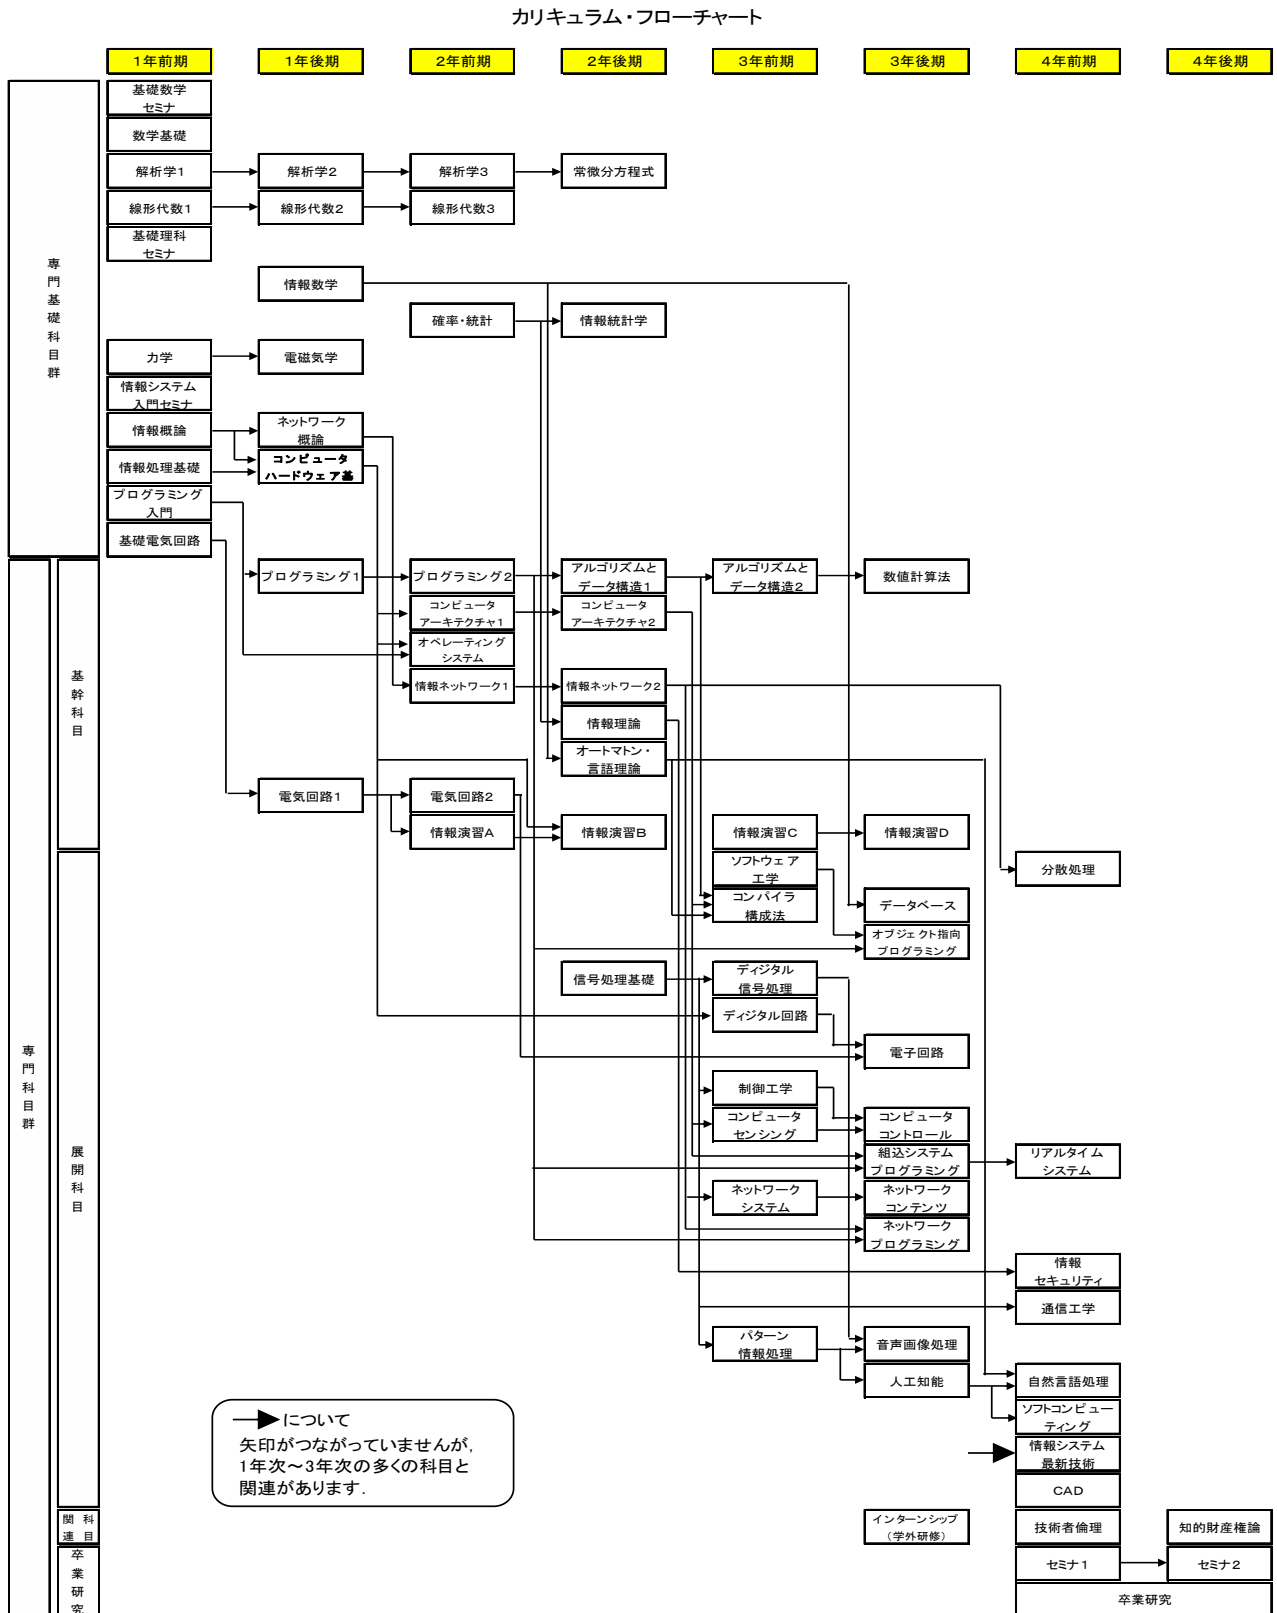 カリキュラム・フローチャート
1年前期
1年後期
2年前期
2年後期
3年前期
3年後期
4年前期
4年後期
専門基礎科目群
基礎数学
セミナ
数学基礎
解析学1
解析学2
解析学3
常微分方程式
線形代数1
線形代数2
線形代数3
基礎理科
セミナ
情報数学
確率・統計
情報統計学
力学
電磁気学
情報システム
入門セミナ
情報概論
ネットワーク
概論
情報処理基礎
コンピュータ
ハードウェア基
プログラミング
入門
基礎電気回路
専門科目群
基幹科目
プログラミング1
プログラミング2
アルゴリズムと
データ構造1
アルゴリズムと
データ構造2
数値計算法
コンピュータ
アーキテクチャ1
コンピュータ
アーキテクチャ2
オペレーティング
システム
情報ネットワーク1
情報ネットワーク2
情報理論
オートマトン・
言語理論
電気回路1
電気回路2
情報演習A
情報演習B
情報演習C
情報演習D
展開科目
ソフトウェア
工学
分散処理
コンパイラ
構成法
データベース
オブジェクト指向
プログラミング
信号処理基礎
ディジタル
信号処理
ディジタル回路
電子回路
制御工学
コンピュータ
センシング
コンピュータ
コントロール
組込システム
プログラミング
リアルタイム
システム
ネットワーク
システム
ネットワーク
コンテンツ
ネットワーク
プログラミング
情報
セキュリティ
通信工学
パターン
情報処理
音声画像処理
人工知能
自然言語処理
ソフトコンピュー
ティング
情報システム
最新技術
CAD
について
矢印がつながっていませんが,
1年次～3年次の多くの科目と
関連があります.
関 科
連 目
インターンシップ
(学外研修)
技術者倫理
知的財産権論
卒業研究
セミナ1
セミナ2
卒業研究